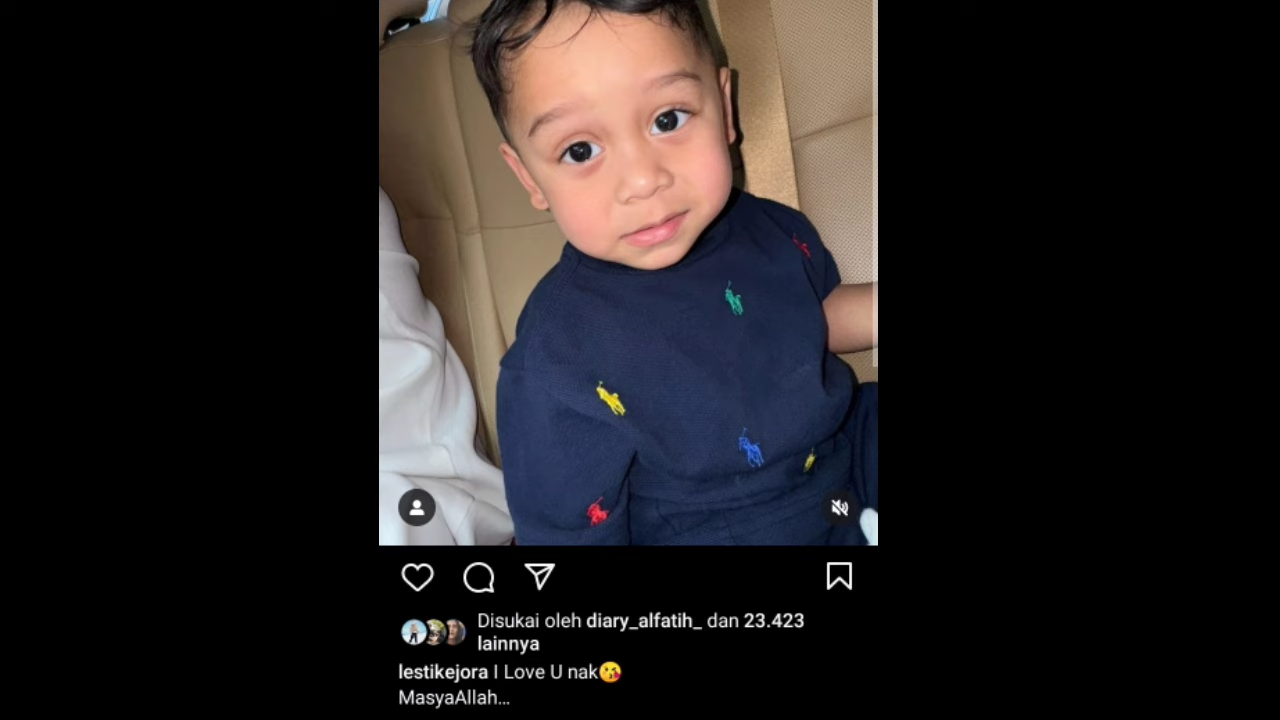 Disukai oleh diary_alfatih_ dan 23.423
lainnya
lestikejora I Love U nak😘
MasyaAllah...